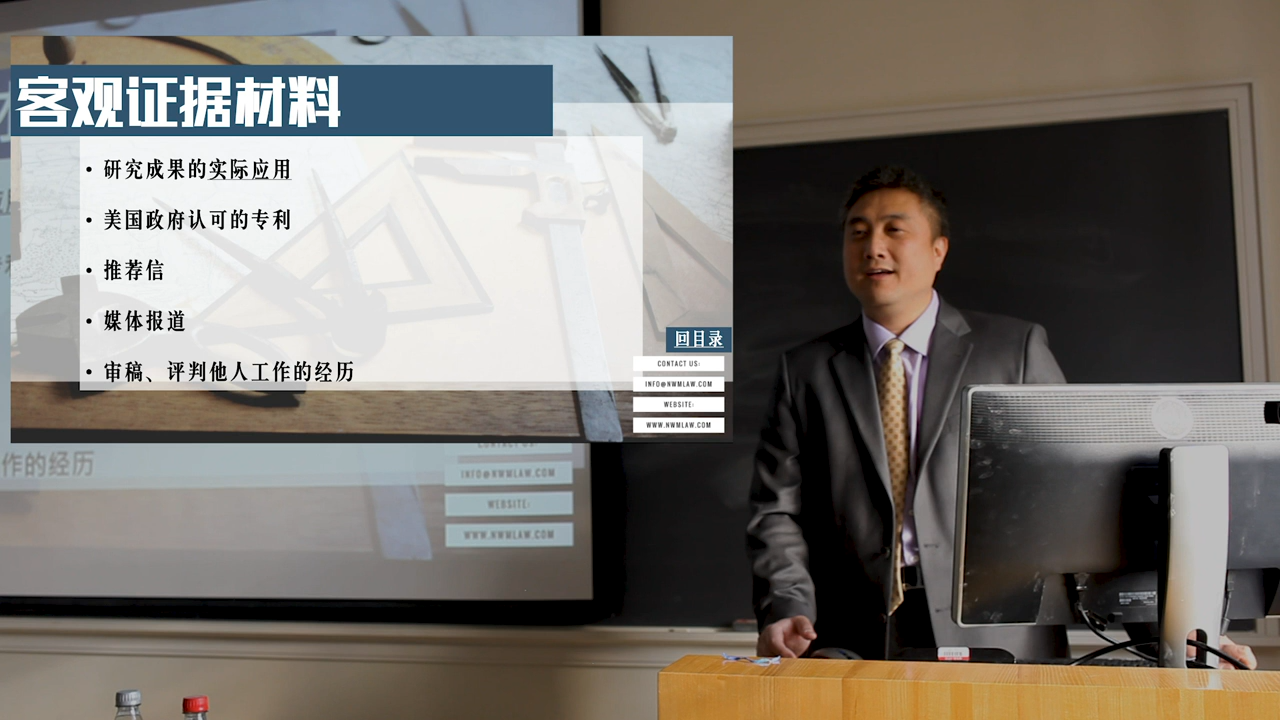 客观证据材料
• 研究成果的实际应用
• 美国政府认可的专利
• 推荐信
• 媒体报道
• 审稿、评判他人工作的经历
回目录
CONTACT US:
INFO@NWMLAW.COM
WEBSITE:
WWW.NWMLAW.COM
作的经历
CONTACT US:
INFO@NWMLAW.COM
WEBSITE:
WWW.NWMLAW.COM